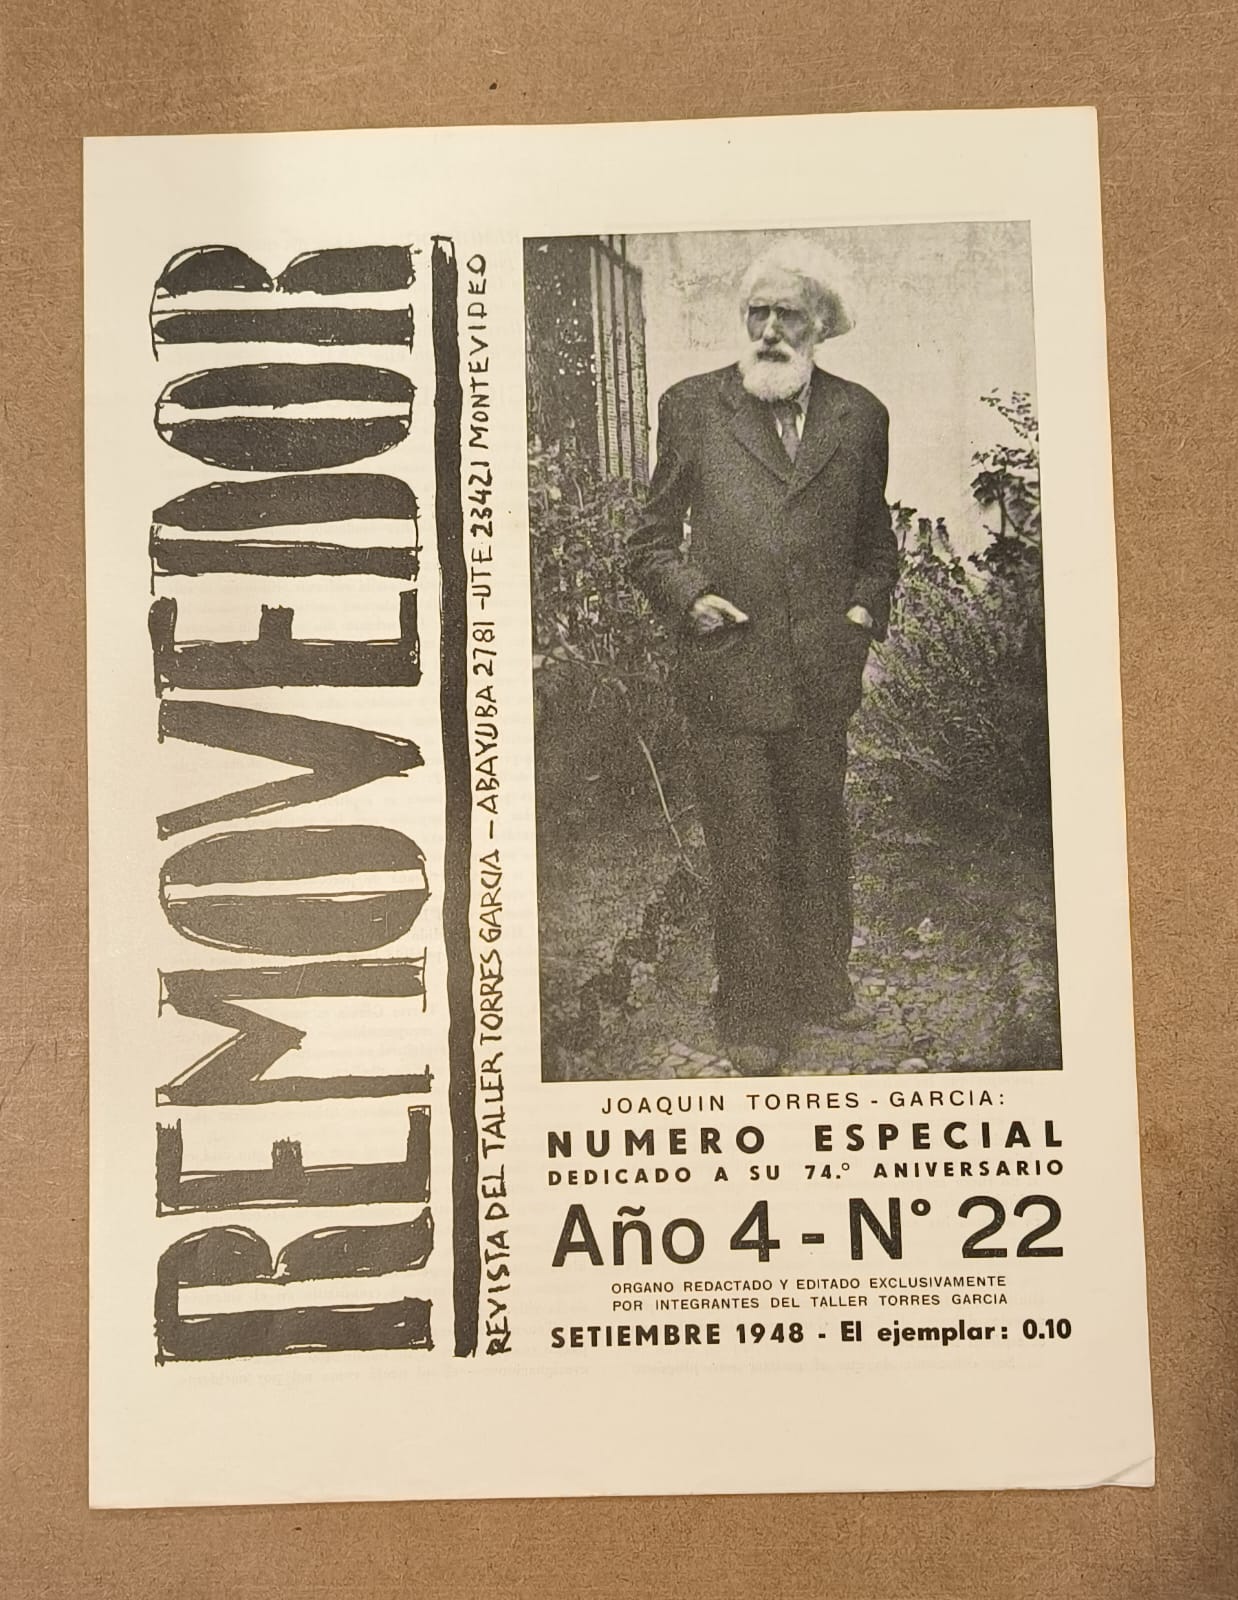 REMOVEDOR
REVISTA DEL TALLER TORRES GARCIA — ABAYUBA 2781 - UTE 23421 MONTEVIDEO
JOAQUIN TORRES - GARCIA:
NUMERO ESPECIAL
DEDICADO A SU 74.º ANIVERSARIO
Año 4 - Nº 22
ORGANO REDACTADO Y EDITADO EXCLUSIVAMENTE
POR INTEGRANTES DEL TALLER TORRES GARCIA
SETIEMBRE 1948 - El ejemplar: 0.10